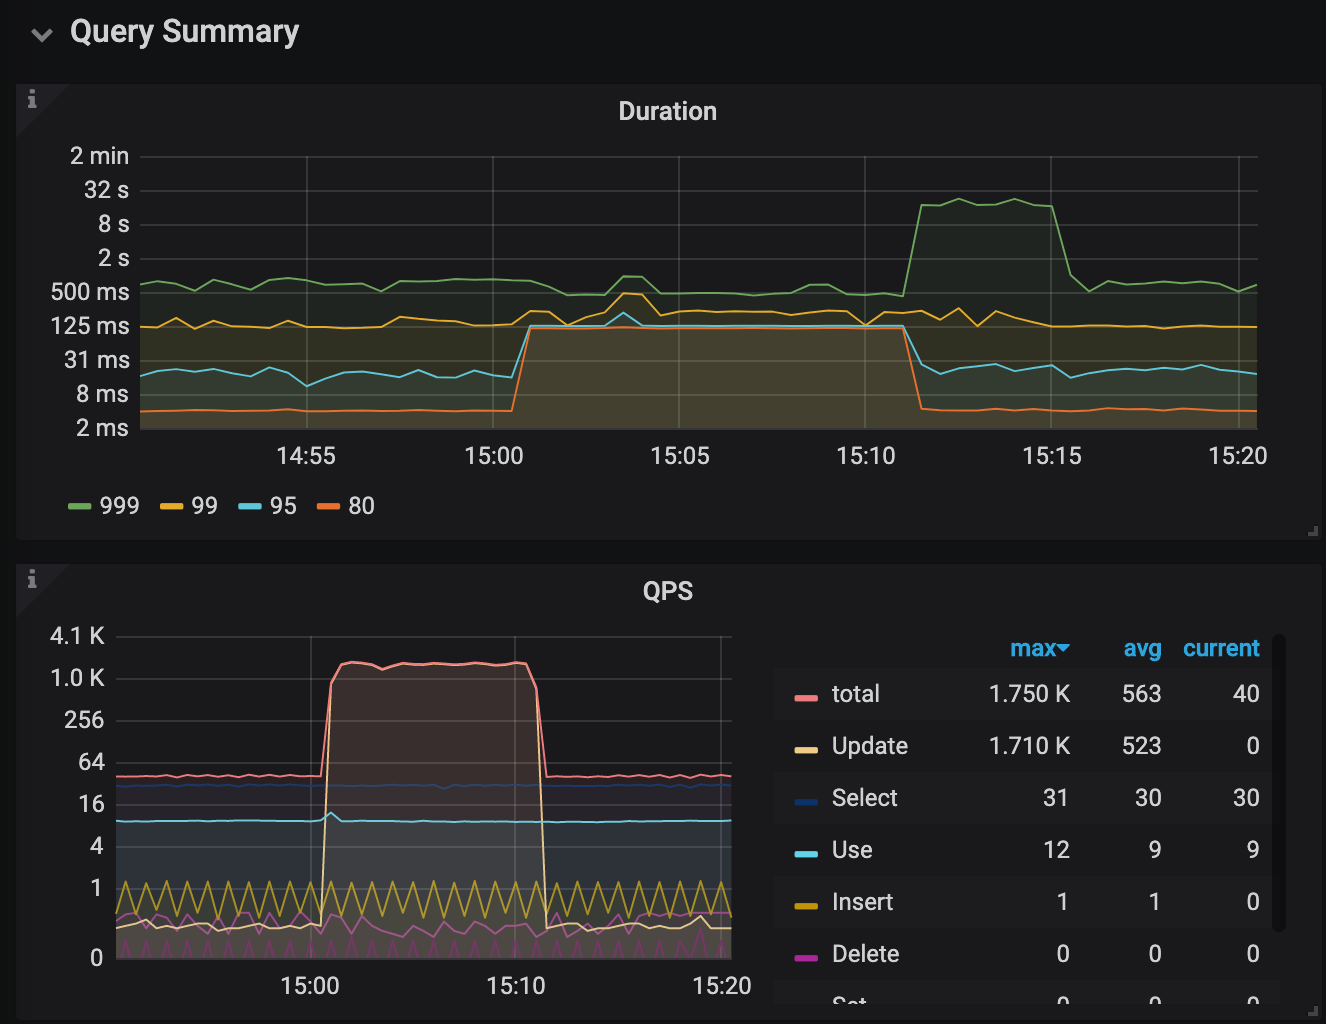 Query Summary
Duration
2 min
32 s
8 s
2 s
500 ms
125 ms
31 ms
8 ms
2 ms
14:55 15:00 15:05 15:10 15:15 15:20
999 99 95 80
QPS
4.1 K
1.0 K
256
64
16
4
1
0
15:00 15:10 15:20
max avg current
total 1.750 K 563 40
Update 1.710 K 523 0
Select 31 30 30
Use 12 9 9
Insert 1 1 0
Delete 0 0 0
Set 0 0 0